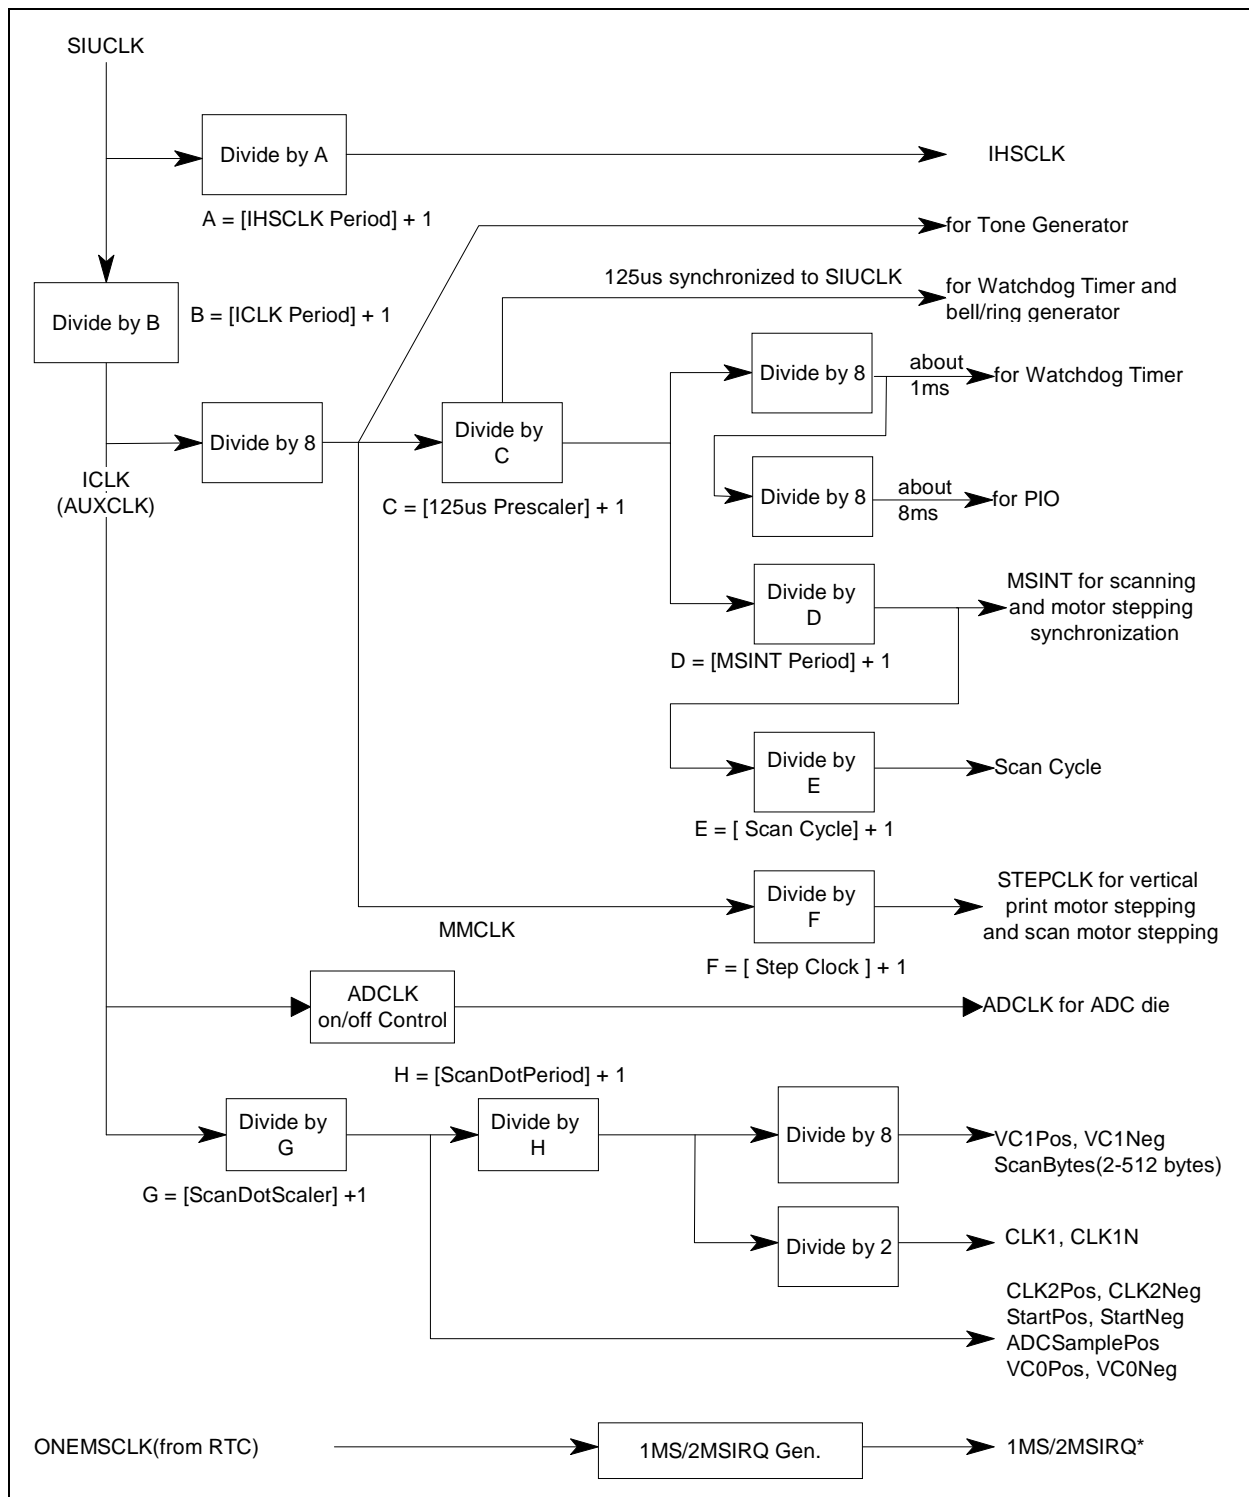 SIUCLK
Divide by A
IHSCLK
A = [IHSCLK Period] + 1
for Tone Generator
125us synchronized to SIUCLK
for Watchdog Timer and
bell/ring generator
Divide by B
B = [ICLK Period] + 1
Divide by 8
about
1ms
for Watchdog Timer
Divide by 8
Divide by
C
ICLK
(AUXCLK)
C = [125us Prescaler] + 1
Divide by 8
about
8ms
for PIO
Divide by
D
MSINT for scanning
and motor stepping
synchronization
D = [MSINT Period] + 1
Divide by
E
Scan Cycle
E = [ Scan Cycle] + 1
MMCLK
Divide by
F
STEPCLK for vertical
print motor stepping
and scan motor stepping
F = [ Step Clock ] + 1
ADCLK
on/off Control
ADCLK for ADC die
H = [ScanDotPeriod] + 1
Divide by
G
Divide by
H
Divide by 8
VC1Pos, VC1Neg
ScanBytes(2-512 bytes)
G = [ScanDotScaler] +1
Divide by 2
CLK1, CLK1N
CLK2Pos, CLK2Neg
StartPos, StartNeg
ADCSamplePos
VC0Pos, VC0Neg
ONEMSCLK(from RTC)
1MS/2MSIRQ Gen.
1MS/2MSIRQ*